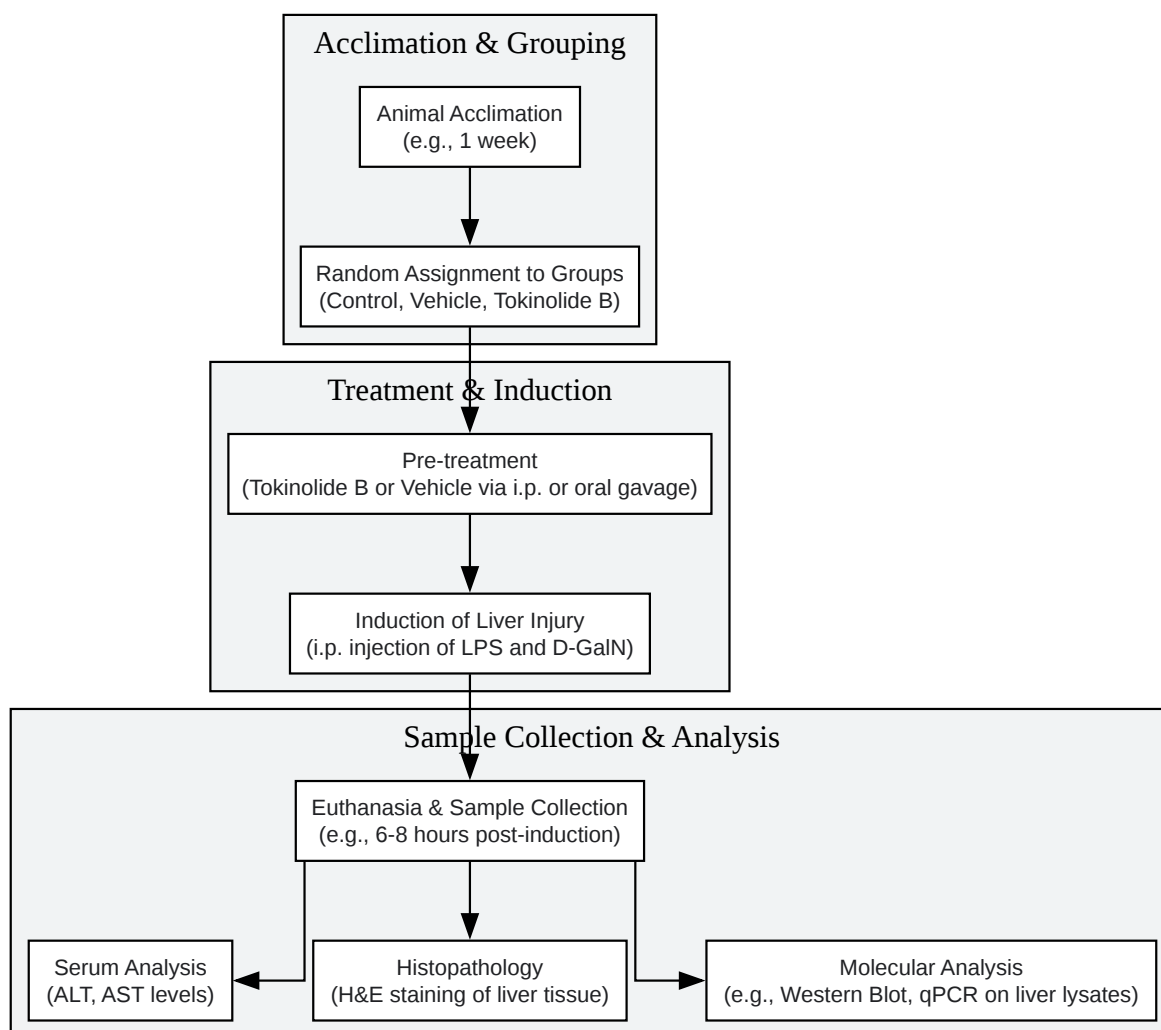 Acclimation & Grouping
Animal Acclimation
(e.g., 1 week)
Random Assignment to Groups
(Control, Vehicle, Tokinolide B)
Treatment & Induction
Pre-treatment
(Tokinolide B or Vehicle via i.p. or oral gavage)
Induction of Liver Injury
(i.p. injection of LPS and D-GalN)
Sample Collection & Analysis
Euthanasia & Sample Collection
(e.g., 6-8 hours post-induction)
Serum Analysis
(ALT, AST levels)
Histopathology
(H&E staining of liver tissue)
Molecular Analysis
(e.g., Western Blot, qPCR on liver lysates)